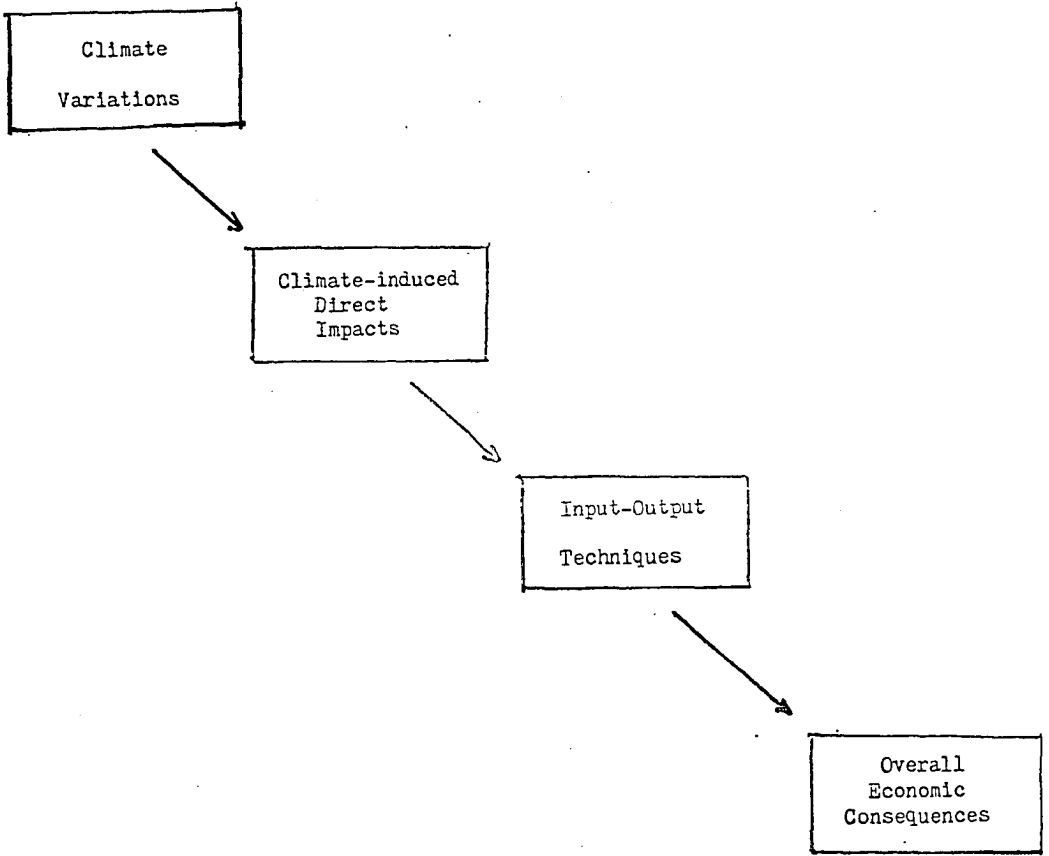 Climate
Variations
Climate-induced
Direct
Impacts
Input-Output
Techniques
Overall
Economic
Consequences